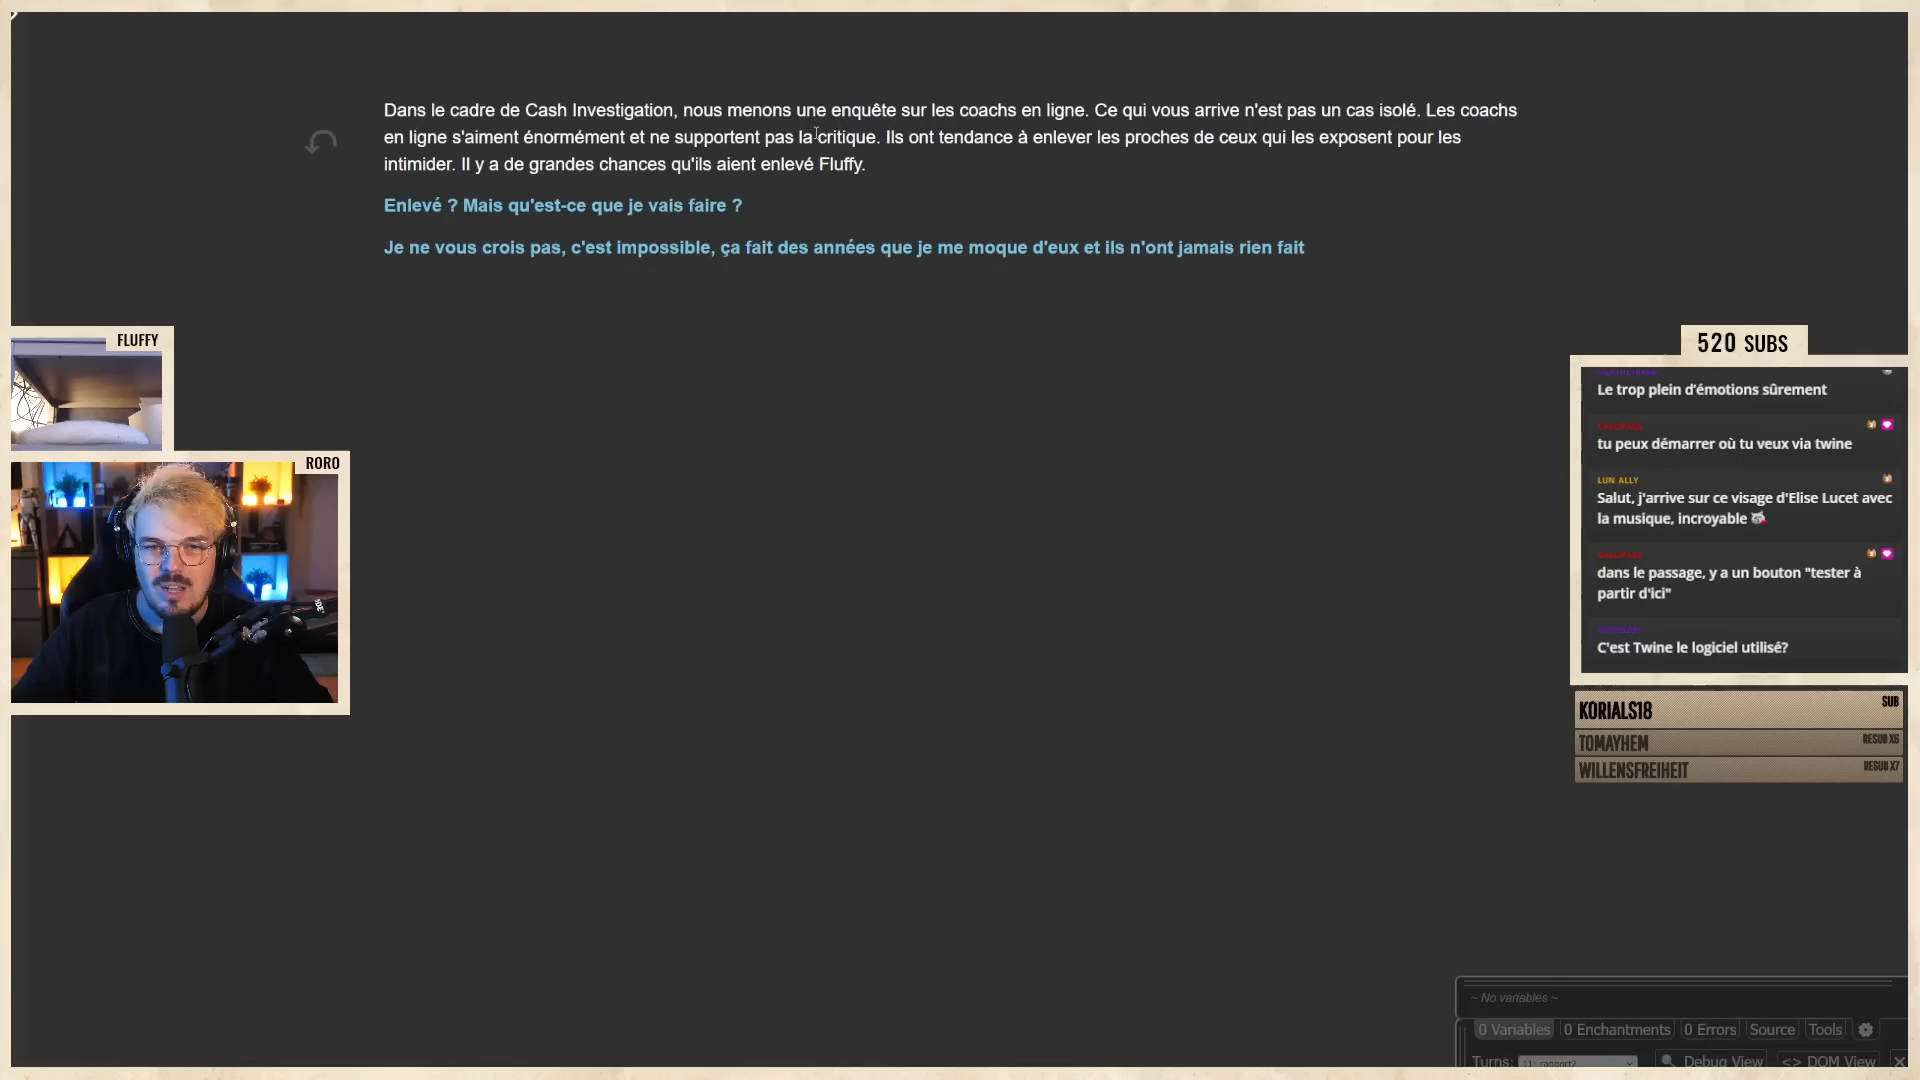 Dans le cadre de Cash Investigation, nous menons une enquête sur les coachs en ligne. Ce qui vous arrive n'est pas un cas isolé. Les coachs
en ligne s'aiment énormément et ne supportent pas la critique. Ils ont tendance à enlever les proches de ceux qui les exposent pour les
intimider. Il y a de grandes chances qu'ils aient enlevé Fluffy.
Enlevé ? Mais qu'est-ce que je vais faire ?
Je ne vous crois pas, c'est impossible, ça fait des années que je me moque d'eux et ils n'ont jamais rien fait
FLUFFY
RORO
520 SUBS
Le trop plein d'émotions sûrement
tu peux démarrer où tu veux via twine
LUN ALLY
Salut, j'arrive sur ce visage d'Elise Lucet avec
la musique, incroyable
dans le passage, y a un bouton "tester à
partir d'ici"
C'est Twine le logiciel utilisé?
KORIALS18 SUB
TOMAYHEM RESUB X6
WILLENSFREIHEIT RESUB X7
~ No variables ~
0 Variables 0 Enchantments 0 Errors Source Tools
Turns: Debug View <> DOM View